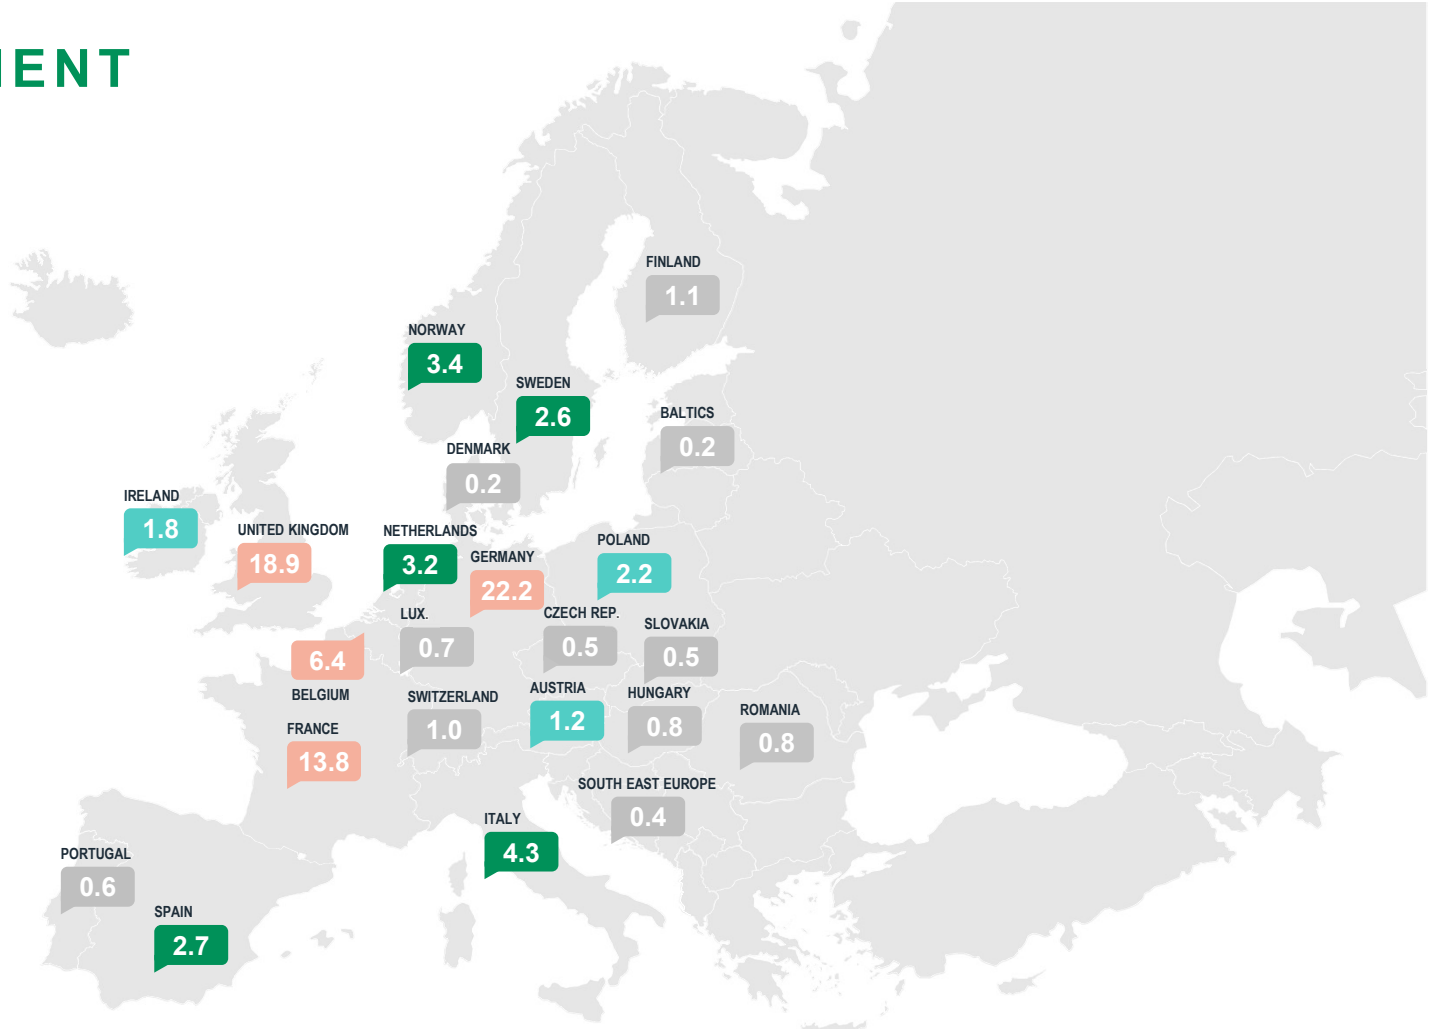 MENT
FINLAND
1.1
NORWAY
3.4
SWEDEN
2.6
BALTICS
0.2
DENMARK
0.2
IRELAND
1.8
UNITED KINGDOM
18.9
NETHERLANDS
3.2
GERMANY
22.2
POLAND
2.2
LUX.
0.7
CZECH REP.
0.5
SLOVAKIA
0.5
6.4
BELGIUM
SWITZERLAND
1.0
AUSTRIA
1.2
HUNGARY
0.8
ROMANIA
0.8
FRANCE
13.8
SOUTH EAST EUROPE
0.4
ITALY
4.3
PORTUGAL
0.6
SPAIN
2.7